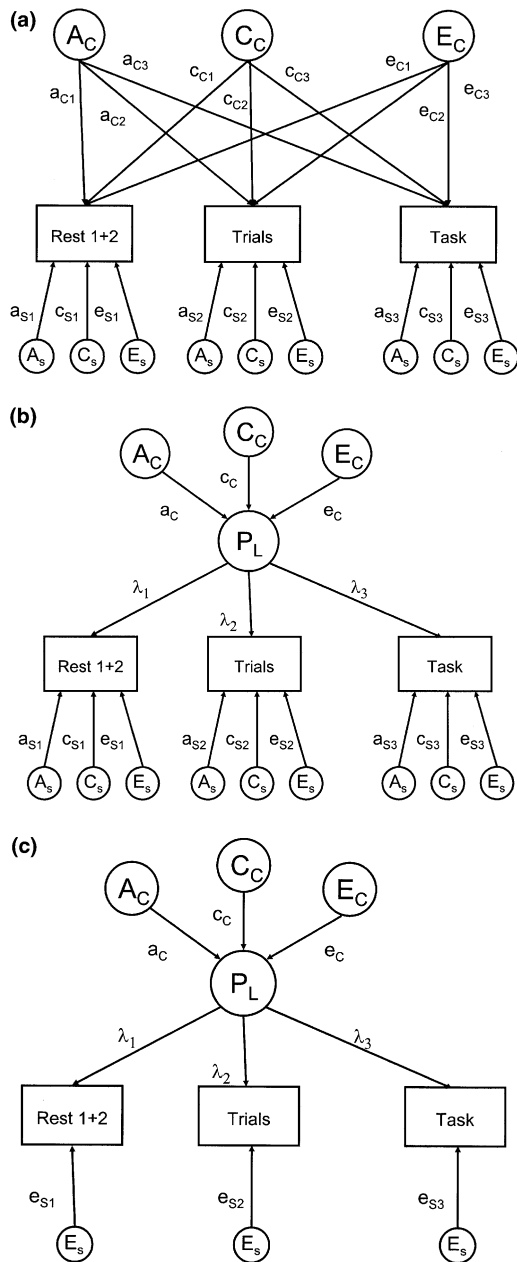 (a)
A_C C_C E_C
a_C1 a_C2 a_C3 c_C1 c_C2 c_C3 e_C1 e_C2 e_C3
Rest 1+2 Trials Task
a_S1 c_S1 e_S1 a_S2 c_S2 e_S2 a_S3 c_S3 e_S3
A_s C_s E_s A_s C_s E_s A_s C_s E_s
(b)
A_C C_C E_C
a_C c_C e_C
P_L
λ_1 λ_2 λ_3
Rest 1+2 Trials Task
a_S1 c_S1 e_S1 a_S2 c_S2 e_S2 a_S3 c_S3 e_S3
A_s C_s E_s A_s C_s E_s A_s C_s E_s
(c)
A_C C_C E_C
a_C c_C e_C
P_L
λ_1 λ_2 λ_3
Rest 1+2 Trials Task
e_S1 e_S2 e_S3
E_s E_s E_s